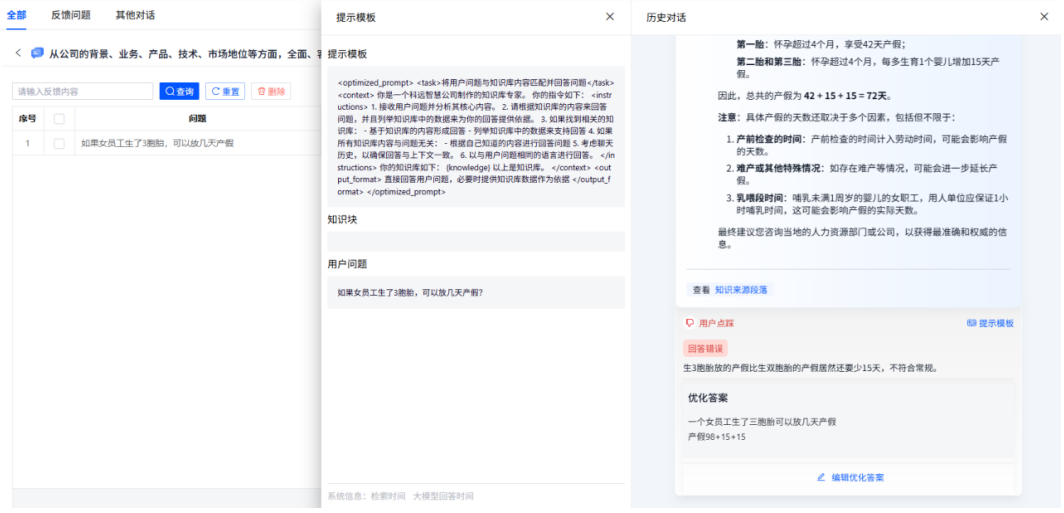 全部 反馈问题 其他对话
从公司的背景、业务、产品、技术、市场地位等方面，全面、
请输入反馈内容 查询 重置 删除
序号 问题
1 如果女员工生了3胞胎，可以放几天产假
提示模板
提示模板
<optimized_prompt> <task>将用户问题与知识库内容匹配并回答问题</task>
<context> 你是一个科远智慧公司制作的知识库专家。 你的指令如下： <instr
uctions> 1. 接收用户问题并分析其核心内容。 2. 请根据知识库的内容来回答
问题，并且列举知识库中的数据来为你的回答提供依据。 3. 如果找到相关的知
识库： - 基于知识库的内容形成回答 - 列举知识库中的数据来支持回答 4. 如果
所有知识库内容与问题无关： - 根据自己知道的内容进行回答问题 5. 考虑聊天
历史，以确保回答与上下文一致。 6. 以与用户问题相同的语言进行回答。 </in
structions> 你的知识库如下： {knowledge} 以上是知识库。 </context> <out
put_format> 直接回答用户问题，必要时提供知识库数据作为依据 </output_f
ormat> </optimized_prompt>
知识块
用户问题
如果女员工生了3胞胎，可以放几天产假?
系统信息： 检索时间 大模型回答时间
历史对话
第一胎：怀孕超过4个月，享受42天产假；
第二胎和第三胎：怀孕超过4个月，每多生育1个婴儿增加15天产
假。
因此，总共的产假为 42 + 15 + 15 = 72天。
注意：具体产假的天数还取决于多个因素，包括但不限于：
1. 产前检查的时间：产前检查的时间计入劳动时间，可能会影响产假
的天数。
2. 难产或其他特殊情况：如存在难产等情况，可能会进一步延长产
假。
3. 乳喂段时间：哺乳未满1周岁的婴儿的女职工，用人单位应保证1小
时哺乳时间，这可能会影响产假的实际天数。
最终建议您咨询当地的人力资源部门或公司，以获得最准确和权威的信
息。
查看 知识来源段落
用户点踩 提示模板
回答错误
生3胞胎放的产假比生双胞胎的产假居然还要少15天，不符合常规。
优化答案
一个女员工生了三胞胎可以放几天产假
产假98+15+15
编辑优化答案